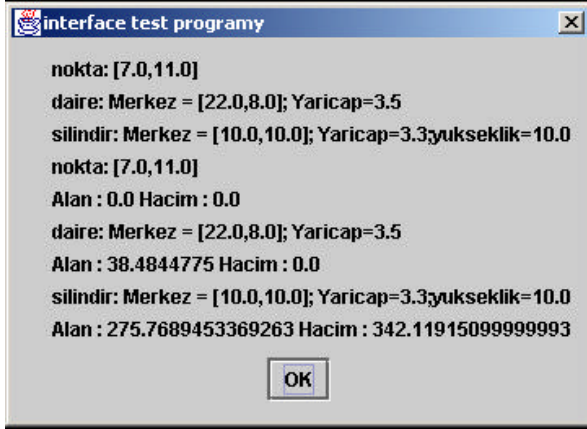 interface test programy
nokta: [7.0,11.0]
daire: Merkez = [22.0,8.0]; Yaricap=3.5
silindir: Merkez = [10.0,10.0]; Yaricap=3.3;yukseklik=10.0
nokta: [7.0,11.0]
Alan : 0.0 Hacim : 0.0
daire: Merkez = [22.0,8.0]; Yaricap=3.5
Alan : 38.4844775 Hacim : 0.0
silindir: Merkez = [10.0,10.0]; Yaricap=3.3;yukseklik=10.0
Alan : 275.7689453369263 Hacim : 342.11915099999993
OK